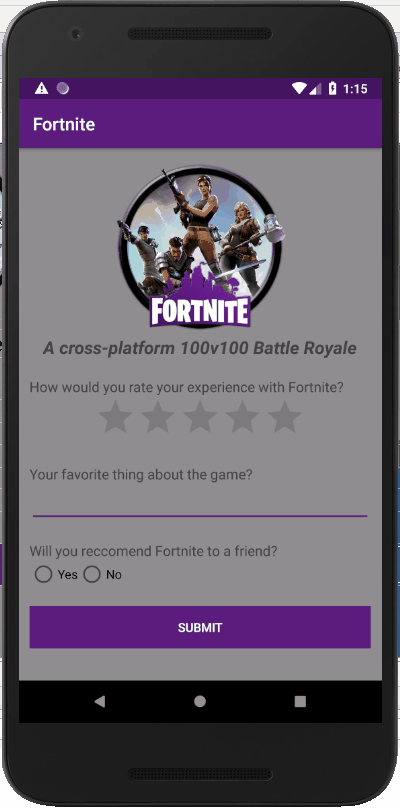 1:15
Fortnite
FORTNITE
A cross-platform 100v100 Battle Royale
How would you rate your experience with Fortnite?
Your favorite thing about the game?
Will you reccomend Fortnite to a friend?
Yes No
SUBMIT